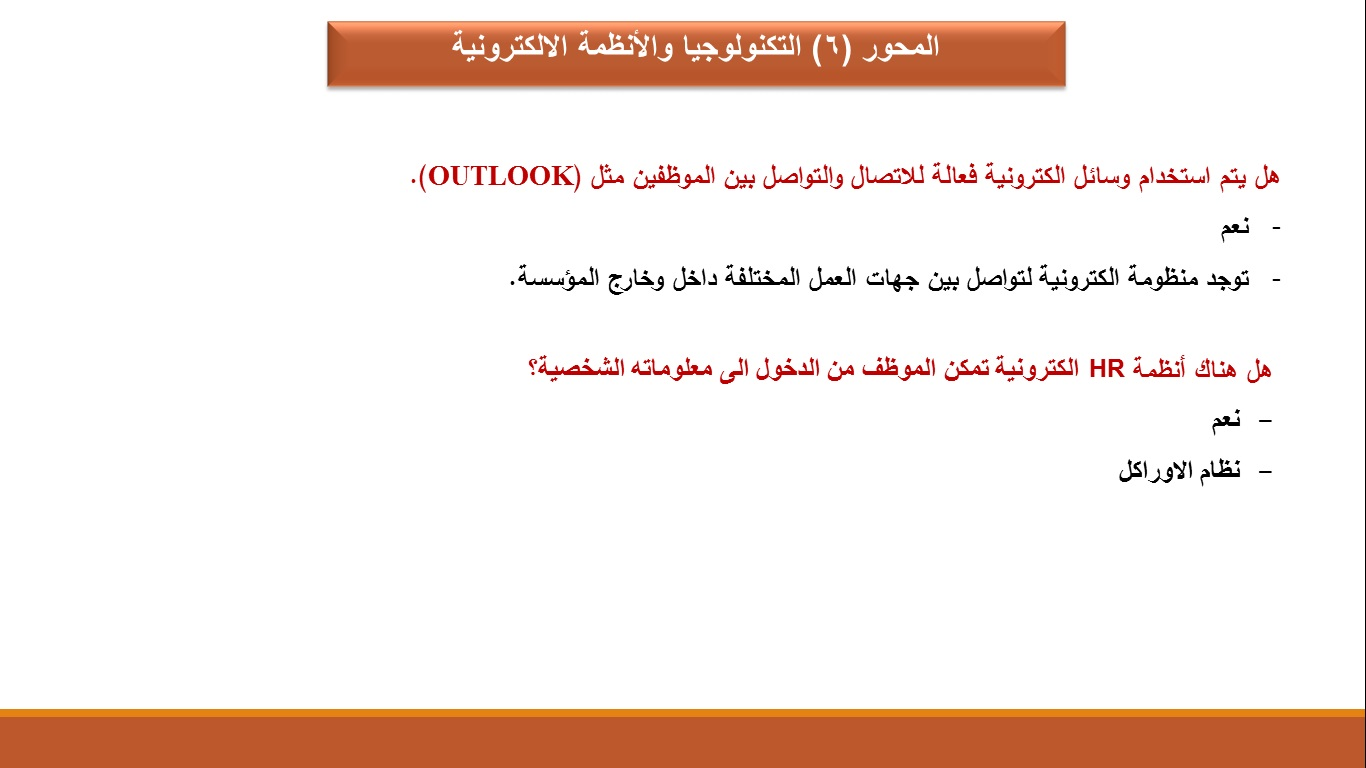 المحور (٦) التكنولوجيا والأنظمة الالكترونية
هل يتم استخدام وسائل الكترونية فعالة للاتصال والتواصل بين الموظفين مثل (OUTLOOK).
- نعم
- توجد منظومة الكترونية لتواصل بين جهات العمل المختلفة داخل وخارج المؤسسة.
هل هناك أنظمة HR الكترونية تمكن الموظف من الدخول الى معلوماته الشخصية؟
– نعم
– نظام الاوراكل